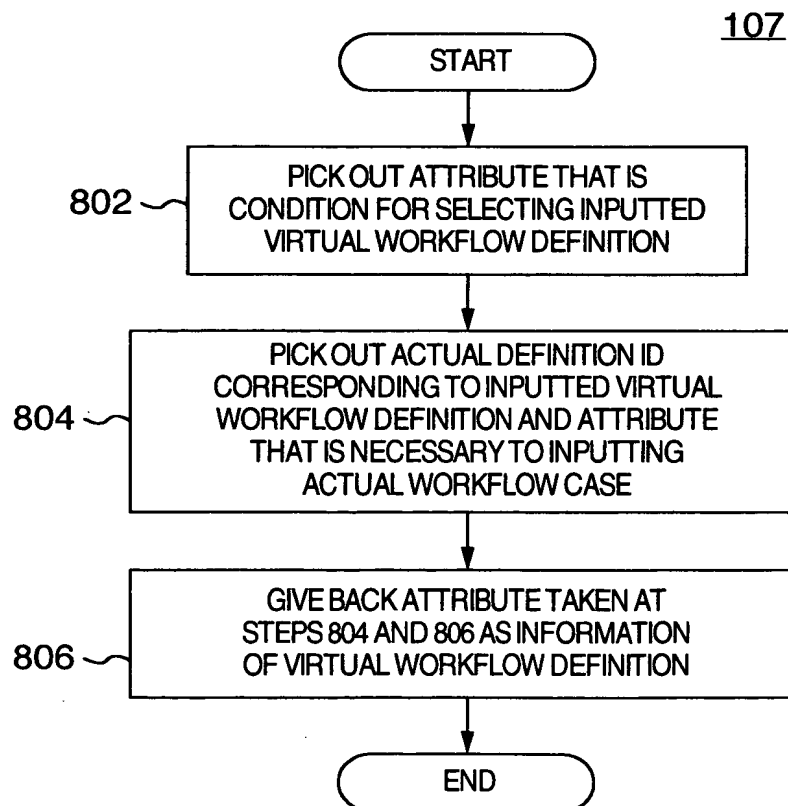 107
START
802
PICK OUT ATTRIBUTE THAT IS
CONDITION FOR SELECTING INPUTTED
VIRTUAL WORKFLOW DEFINITION
804
PICK OUT ACTUAL DEFINITION ID
CORRESPONDING TO INPUTTED VIRTUAL
WORKFLOW DEFINITION AND ATTRIBUTE
THAT IS NECESSARY TO INPUTTING
ACTUAL WORKFLOW CASE
806
GIVE BACK ATTRIBUTE TAKEN AT
STEPS 804 AND 806 AS INFORMATION
OF VIRTUAL WORKFLOW DEFINITION
END